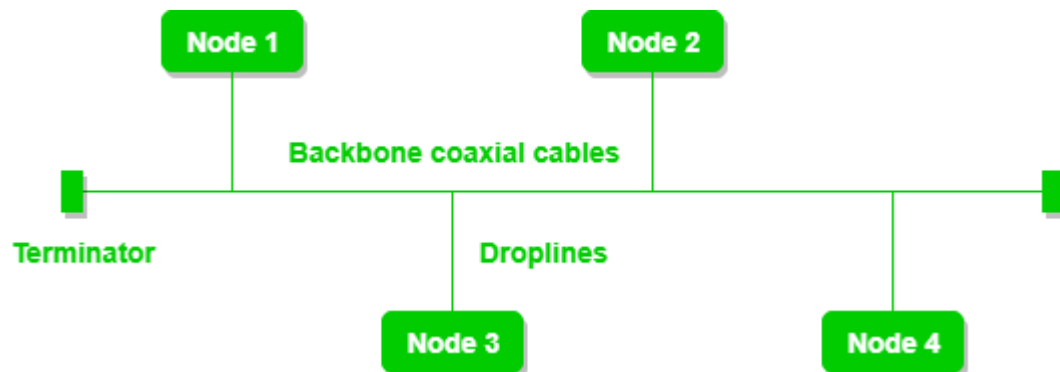 Node 1
Node 2
Backbone coaxial cables
Terminator
Droplines
Node 3
Node 4